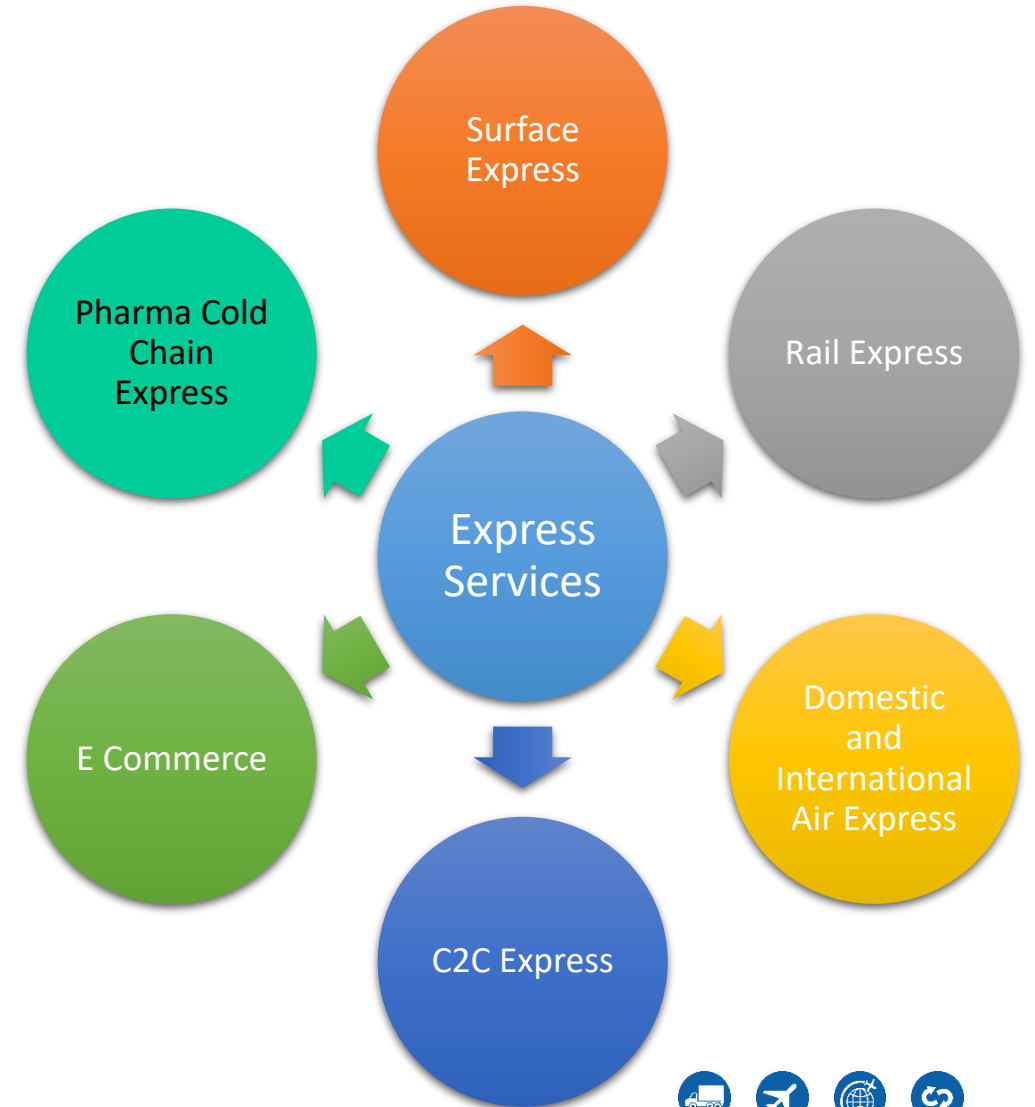 Surface
Express
Pharma Cold
Chain
Express
Rail Express
Express
Services
E Commerce
Domestic
and
International
Air Express
C2C Express